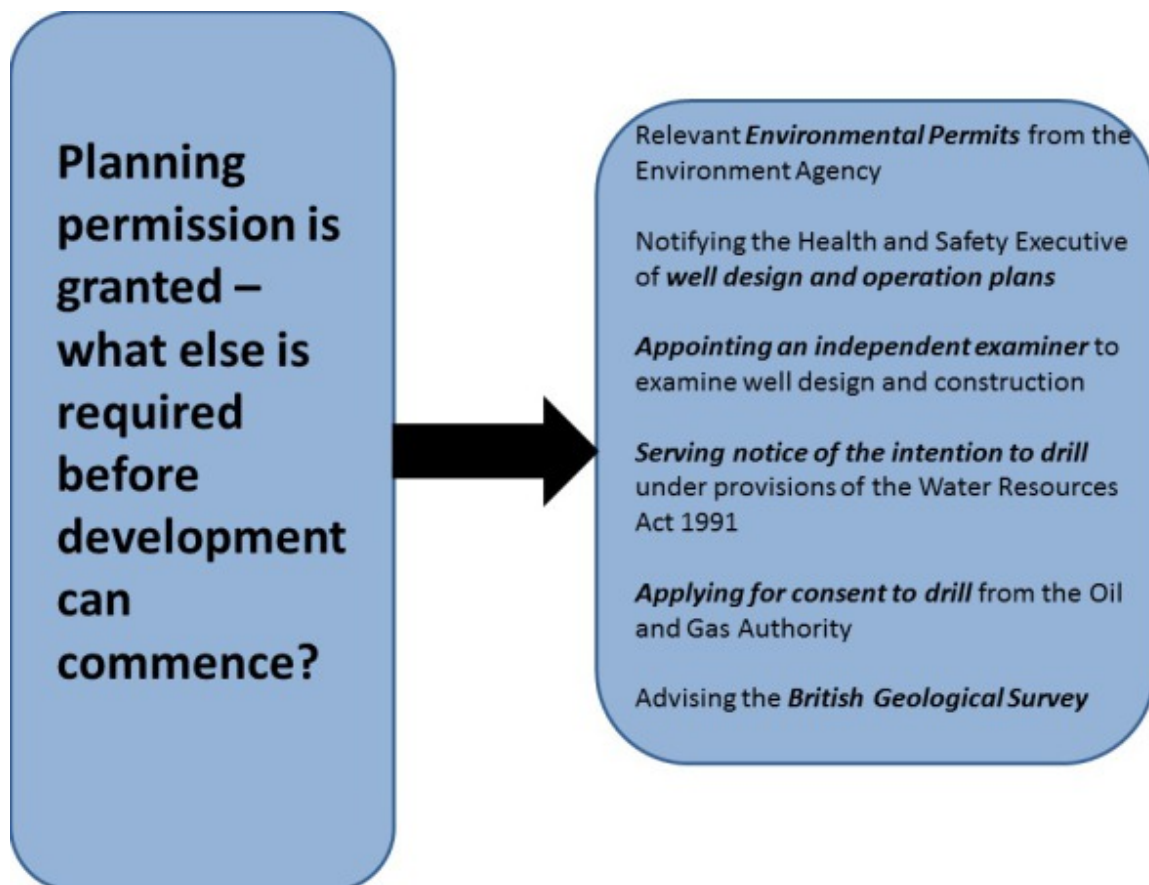 Planning
permission is
granted –
what else is
required
before
development
can
commence?
Relevant Environmental Permits from the
Environment Agency
Notifying the Health and Safety Executive
of well design and operation plans
Appointing an independent examiner to
examine well design and construction
Serving notice of the intention to drill
under provisions of the Water Resources
Act 1991
Applying for consent to drill from the Oil
and Gas Authority
Advising the British Geological Survey